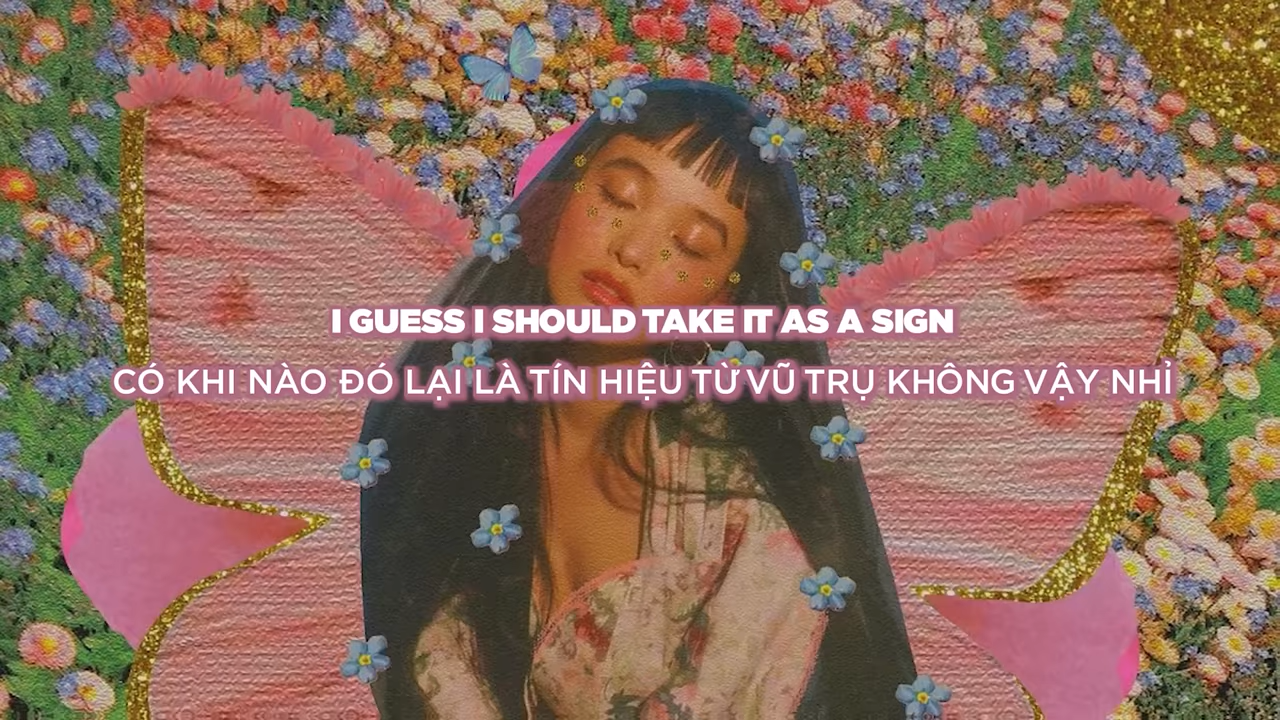 I GUESS I SHOULD TAKE IT AS A SIGN
CÓ KHI NÀO ĐÓ LẠI LÀ TÍN HIỆU TỪ VŨ TRỤ KHÔNG VẬY NHỈ